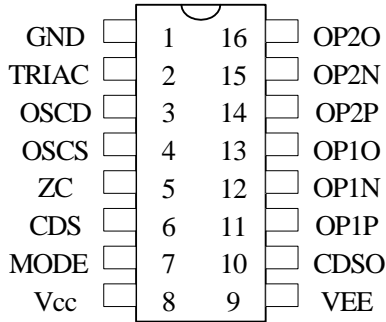 GND 1 16 OP2O
TRIAC 2 15 OP2N
OSCD 3 14 OP2P
OSCS 4 13 OP1O
ZC 5 12 OP1N
CDS 6 11 OP1P
MODE 7 10 CDSO
Vcc 8 9 VEE